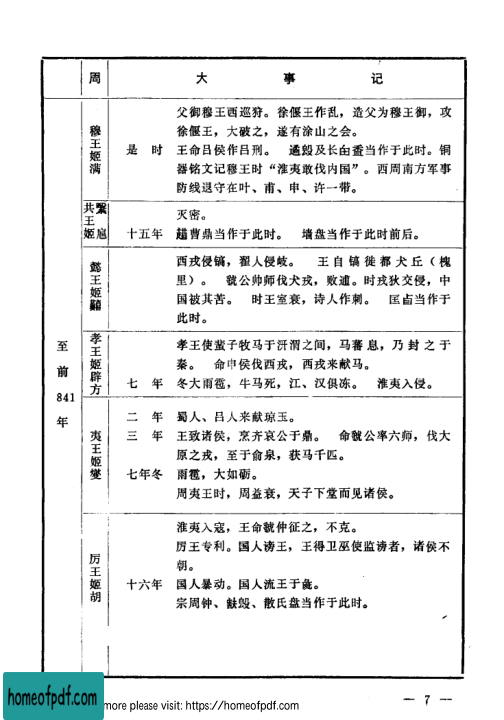 周 大事记
至前841年
穆王姬满
父御穆王西巡狩。徐偃王作乱，造父为穆王御，攻
徐偃王，大破之，遂有涂山之会。
是时 王命吕侯作吕刑。 遹毁及长甶盉当作于此时。铜
器铭文记穆王时“淮夷敢伐内国”。西周南方军事
防线退守在叶、甫、申、许一带。
共王姬繄扈
灭密。
十五年 趞曹鼎当作于此时。 墙盘当作于此时前后。
懿王姬囏
西戎侵镐，翟人侵岐。 王自镐徙都犬丘（槐
里）。 虢公帅师伐犬戎，败逋。时戎狄交侵，中
国被其苦。 时王室衰，诗人作刺。 匡卣当作于
此时。
孝王姬辟方
孝王使蜚子牧马于汧渭之间，马蕃息，乃封之于
秦。 命申侯伐西戎，西戎来献马。
七年 冬大雨雹，牛马死，江、汉俱冻。 淮夷入侵。
夷王姬燮
二年 蜀人、吕人来献琼玉。
三年 王致诸侯，烹齐哀公于鼎。 命虢公率六师，伐大
原之戎，至于俞泉，获马千匹。
七年冬 雨雹，大如砺。
周夷王时，周益衰，天子下堂而见诸侯。
厉王姬胡
淮夷入寇，王命虢仲征之，不克。
厉王专利。国人谤王，王得卫巫使监谤者，诸侯不
朝。
十六年 国人暴动。国人流王于彘。
宗周钟、㝬毁、散氏盘当作于此时。
— 7 —
homeofpdf.com
more please visit: https://homeofpdf.com